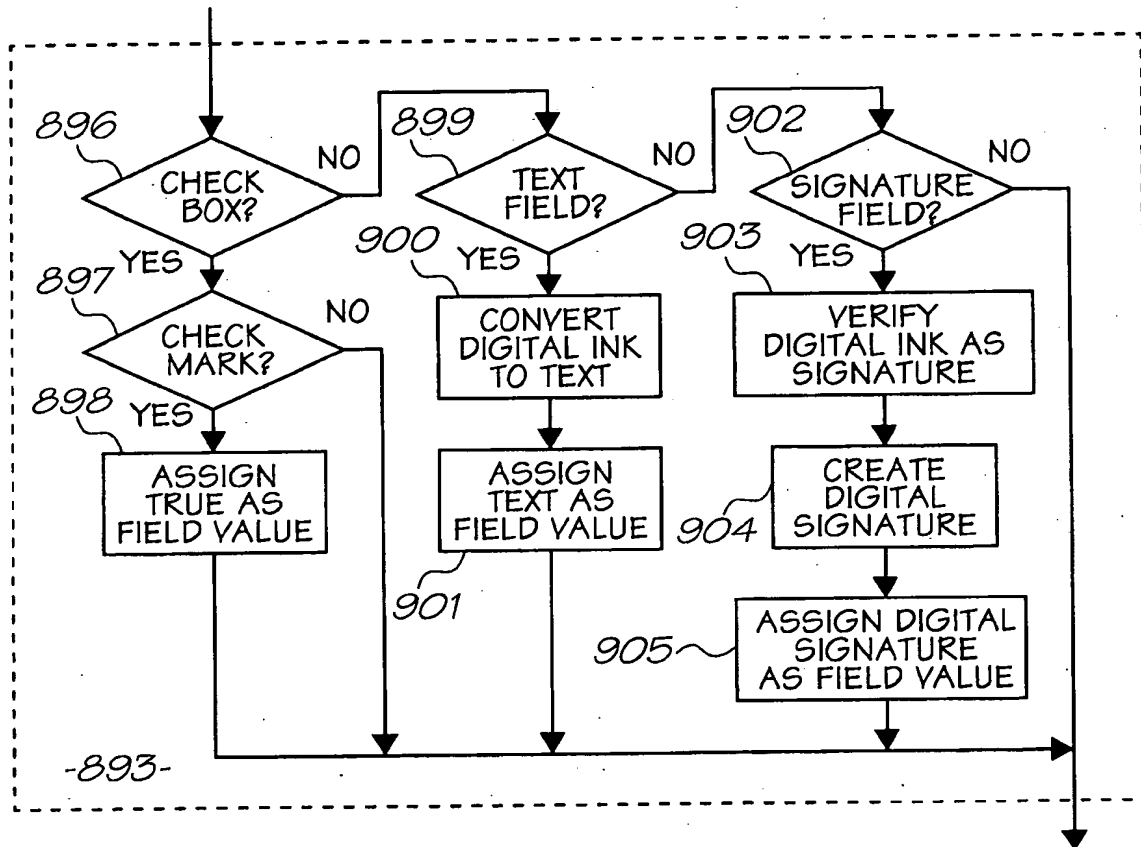 896
CHECK
BOX?
NO
YES
897
CHECK
MARK?
NO
YES
898
ASSIGN
TRUE AS
FIELD VALUE
899
TEXT
FIELD?
NO
YES
900
CONVERT
DIGITAL INK
TO TEXT
ASSIGN
TEXT AS
FIELD VALUE
901
902
SIGNATURE
FIELD?
NO
YES
903
VERIFY
DIGITAL INK AS
SIGNATURE
CREATE
DIGITAL
SIGNATURE
904
ASSIGN DIGITAL
SIGNATURE
AS FIELD VALUE
905
-893-